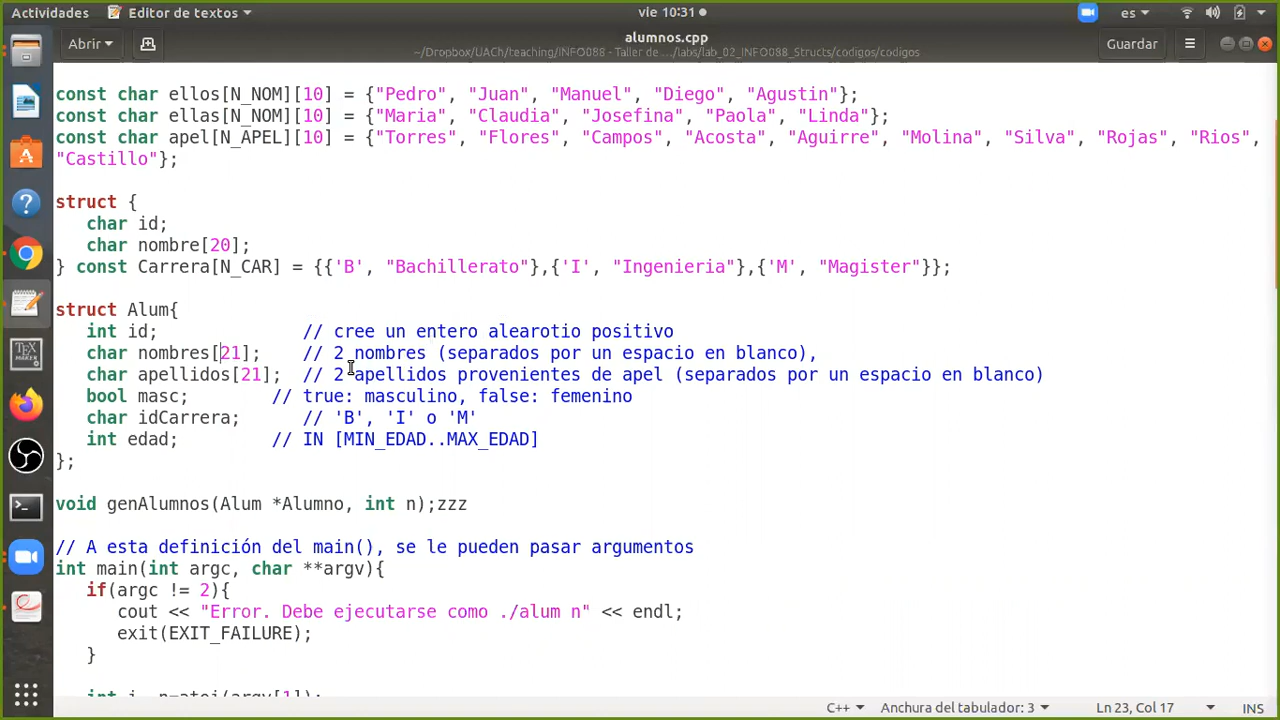 Actividades
Editor de textos
vie 10:31
es
Abrir
alumnos.cpp
~/Dropbox/UACh/teaching/INFO088 - Taller de …/labs/lab_02_INFO088_Structs/codigos/codigos
Guardar
const char ellos[N_NOM][10] = {"Pedro", "Juan", "Manuel", "Diego", "Agustin"};
const char ellas[N_NOM][10] = {"Maria", "Claudia", "Josefina", "Paola", "Linda"};
const char apel[N_APEL][10] = {"Torres", "Flores", "Campos", "Acosta", "Aguirre", "Molina", "Silva", "Rojas", "Rios",
"Castillo"};
struct {
char id;
char nombre[20];
} const Carrera[N_CAR] = {{'B', "Bachillerato"},{'I', "Ingenieria"},{'M', "Magister"}};
struct Alum{
int id; // cree un entero alearotio positivo
char nombres[21]; // 2 nombres (separados por un espacio en blanco),
char apellidos[21]; // 2 apellidos provenientes de apel (separados por un espacio en blanco)
bool masc; // true: masculino, false: femenino
char idCarrera; // 'B', 'I' o 'M'
int edad; // IN [MIN_EDAD..MAX_EDAD]
};
void genAlumnos(Alum *Alumno, int n);zzz
// A esta definición del main(), se le pueden pasar argumentos
int main(int argc, char **argv){
if(argc != 2){
cout << "Error. Debe ejecutarse como ./alum n" << endl;
exit(EXIT_FAILURE);
}
int i, n=atoi(argv[1]);
C++
Anchura del tabulador: 3
Ln 23, Col 17
INS